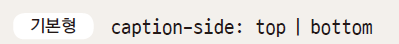 기본형 caption-side: top | bottom